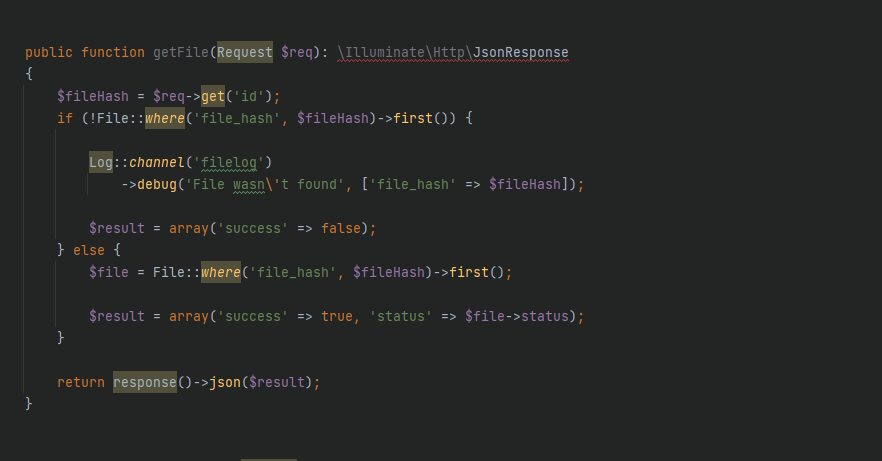 public function getFile(Request $req): \Illuminate\Http\JsonResponse
{
    $fileHash = $req->get('id');
    if (!File::where('file_hash', $fileHash)->first()) {
        Log::channel('filelog')
            ->debug('File wasn\'t found', ['file_hash' => $fileHash]);
        $result = array('success' => false);
    } else {
        $file = File::where('file_hash', $fileHash)->first();
        $result = array('success' => true, 'status' => $file->status);
    }
    return response()->json($result);
}